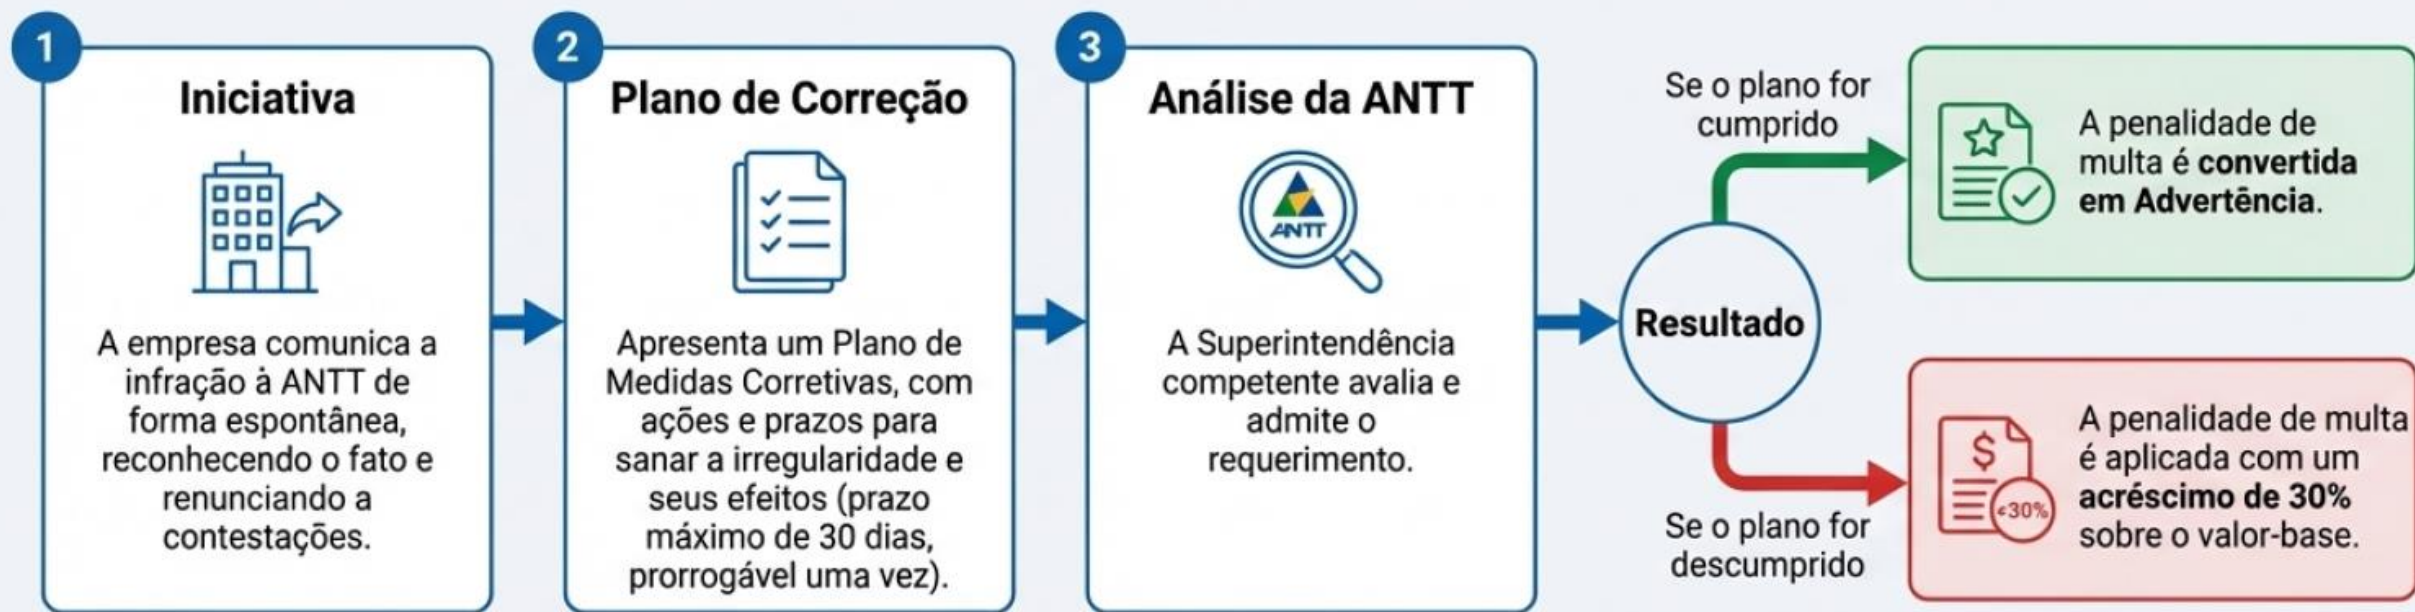 1
Iniciativa
A empresa comunica a
infração à ANTT de
forma espontânea,
reconhecendo o fato e
renunciando a
contestações.
2
Plano de Correção
Apresenta um Plano de
Medidas Corretivas, com
ações e prazos para
sanar a irregularidade e
seus efeitos (prazo
máximo de 30 dias,
prorrogável uma vez).
3
Análise da ANTT
ANTT
A Superintendência
competente avalia e
admite o
requerimento.
Resultado
Se o plano for
cumprido
A penalidade de
multa é convertida
em Advertência.
Se o plano for
descumprido
$
30%
A penalidade de multa
é aplicada com um
acréscimo de 30%
sobre o valor-base.